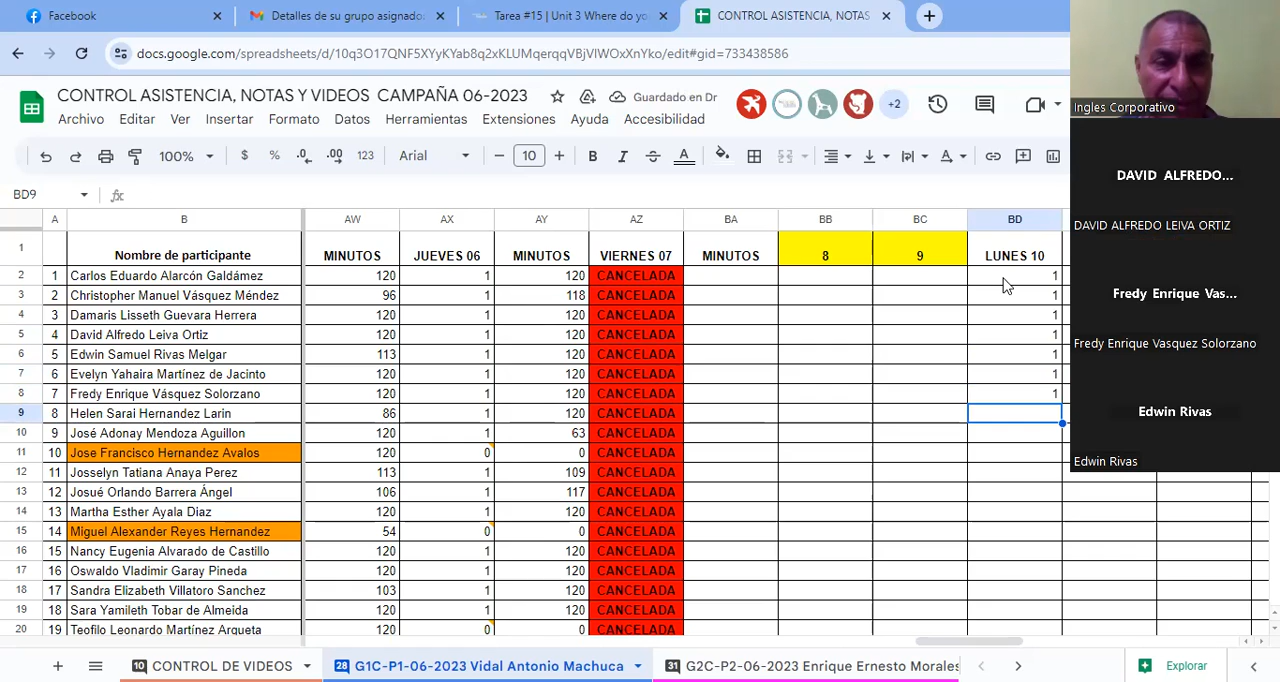 Facebook
Detalles de su grupo asignado
Tarea #15 | Unit 3 Where do yo
CONTROL ASISTENCIA, NOTAS
docs.google.com/spreadsheets/d/10q3O17QNF5XYyKYab8q2xKLUMqerqqVBjVIWOxXnYko/edit#gid=733438586
CONTROL ASISTENCIA, NOTAS Y VIDEOS CAMPAÑA 06-2023
Guardado en Dr
+2
Archivo Editar Ver Insertar Formato Datos Herramientas Extensiones Ayuda Accesibilidad
100% $ % .0 .00 123 Arial − 10 + B I A
BD9 fx
A B AW AX AY AZ BA BB BC BD
1 Nombre de participante MINUTOS JUEVES 06 MINUTOS VIERNES 07 MINUTOS 8 9 LUNES 10
2 1 Carlos Eduardo Alarcón Galdámez 120 1 120 CANCELADA 1
3 2 Christopher Manuel Vásquez Méndez 96 1 118 CANCELADA 1
4 3 Damaris Lisseth Guevara Herrera 120 1 120 CANCELADA 1
5 4 David Alfredo Leiva Ortiz 120 1 120 CANCELADA 1
6 5 Edwin Samuel Rivas Melgar 113 1 120 CANCELADA 1
7 6 Evelyn Yahaira Martínez de Jacinto 120 1 120 CANCELADA 1
8 7 Fredy Enrique Vásquez Solorzano 120 1 120 CANCELADA 1
9 8 Helen Sarai Hernandez Larin 86 1 120 CANCELADA
10 9 José Adonay Mendoza Aguillon 120 1 63 CANCELADA
11 10 Jose Francisco Hernandez Avalos 120 0 0 CANCELADA
12 11 Josselyn Tatiana Anaya Perez 113 1 109 CANCELADA
13 12 Josué Orlando Barrera Ángel 106 1 117 CANCELADA
14 13 Martha Esther Ayala Diaz 120 1 120 CANCELADA
15 14 Miguel Alexander Reyes Hernandez 54 0 0 CANCELADA
16 15 Nancy Eugenia Alvarado de Castillo 120 1 120 CANCELADA
17 16 Oswaldo Vladimir Garay Pineda 120 1 120 CANCELADA
18 17 Sandra Elizabeth Villatoro Sanchez 103 1 120 CANCELADA
19 18 Sara Yamileth Tobar de Almeida 120 1 120 CANCELADA
20 19 Teofilo Leonardo Martínez Argueta 120 0 0 CANCELADA
10 CONTROL DE VIDEOS
28 G1C-P1-06-2023 Vidal Antonio Machuca
31 G2C-P2-06-2023 Enrique Ernesto Morales
Explorar
Ingles Corporativo
DAVID ALFREDO...
DAVID ALFREDO LEIVA ORTIZ
Fredy Enrique Vas...
Fredy Enrique Vasquez Solorzano
Edwin Rivas
Edwin Rivas